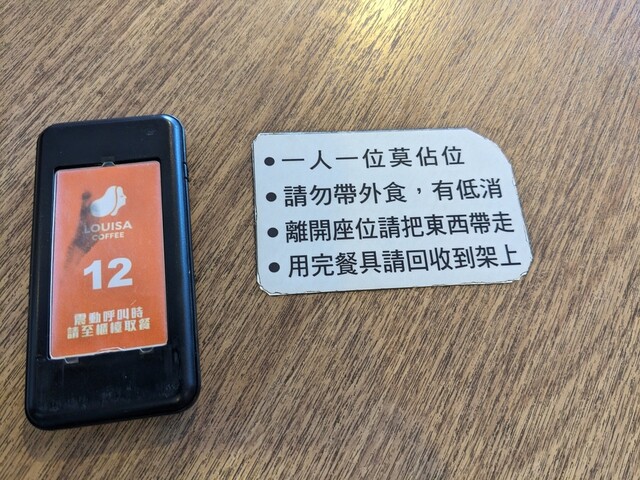 LOUISA
COFFEE
12
震動呼叫時
請至櫃檯取餐
●一人一位莫佔位
●請勿帶外食，有低消
●離開座位請把東西帶走
●用完餐具請回收到架上